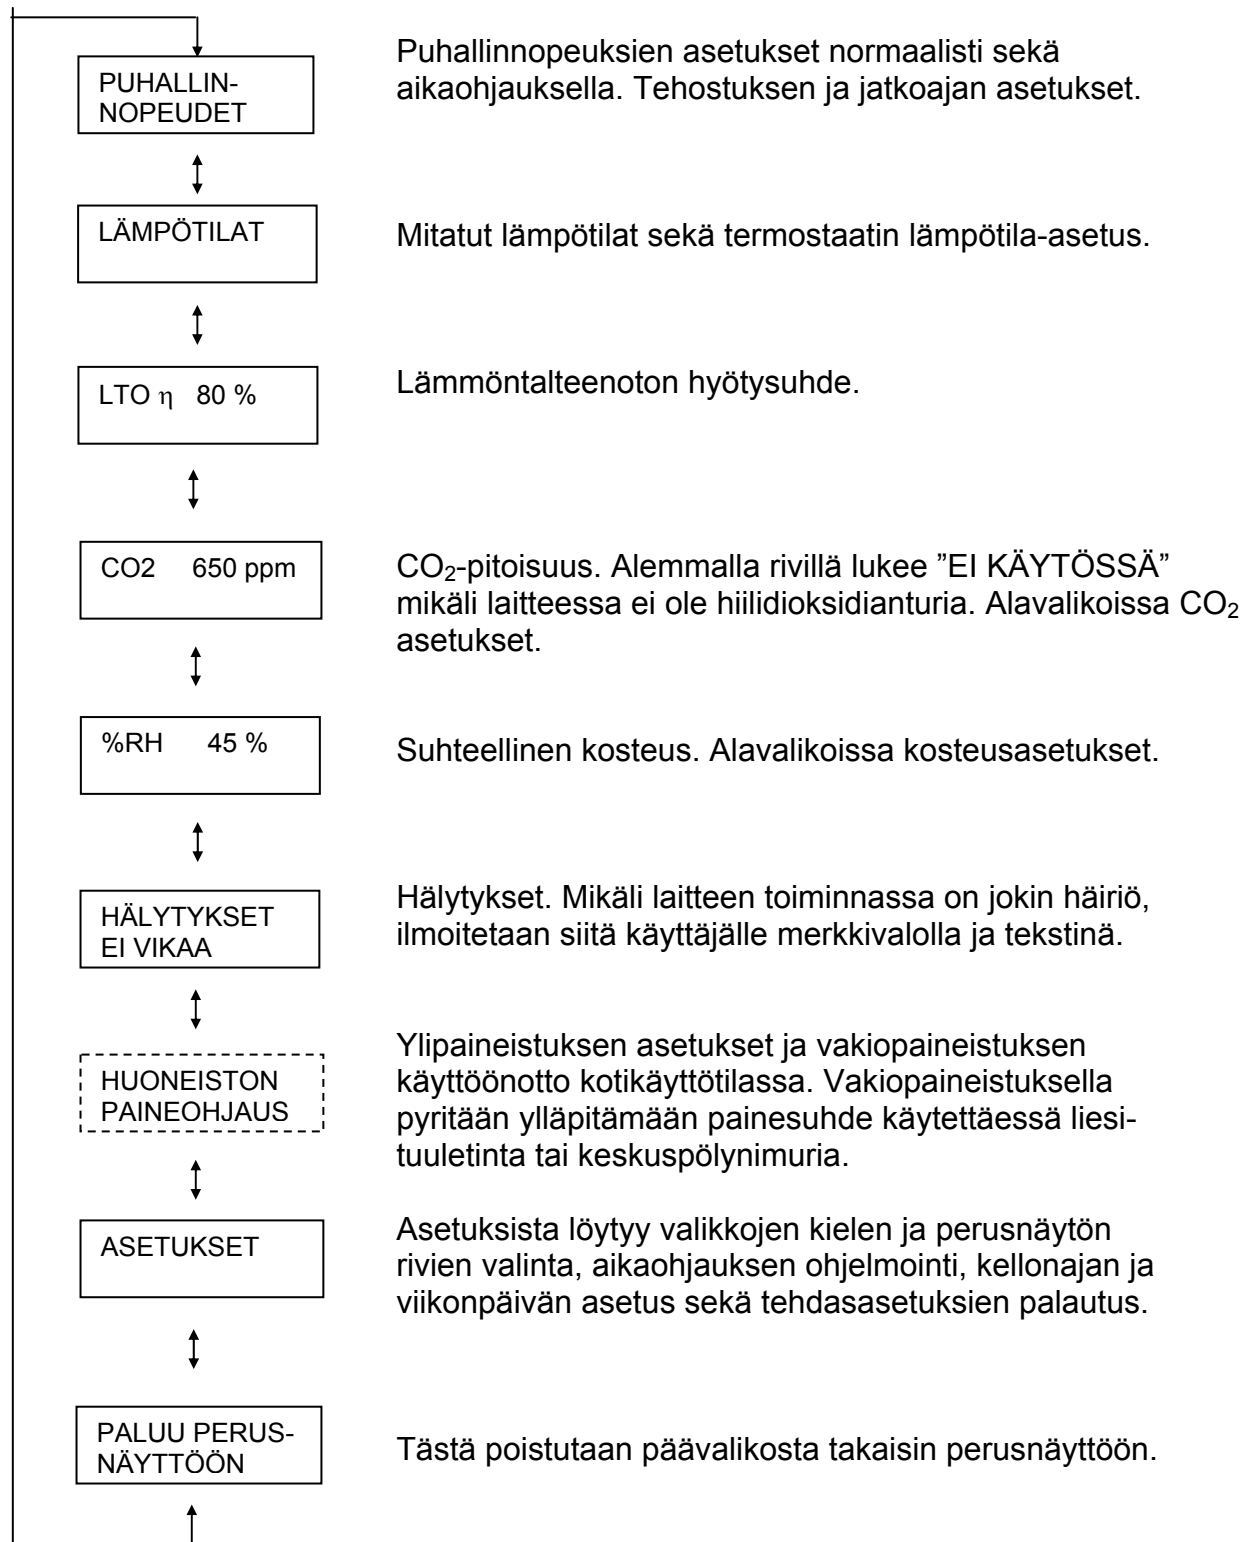 PUHALLIN-
NOPEUDET
Puhallinnopeuksien asetukset normaalisti sekä
aikaohjauksella. Tehostuksen ja jatkoajan asetukset.
LÄMPÖTILAT
Mitatut lämpötilat sekä termostaatin lämpötila-asetus.
LTO η 80 %
Lämmöntalteenoton hyötysuhde.
CO2 650 ppm
CO₂-pitoisuus. Alemmalla rivillä lukee ”EI KÄYTÖSSÄ”
mikäli laitteessa ei ole hiilidioksidianturia. Alavalikoissa CO₂
asetukset.
%RH 45 %
Suhteellinen kosteus. Alavalikoissa kosteusasetukset.
HÄLYTYKSET
EI VIKAA
Hälytykset. Mikäli laitteen toiminnassa on jokin häiriö,
ilmoitetaan siitä käyttäjälle merkkivalolla ja tekstinä.
HUONEISTON
PAINEOHJAUS
Ylipaineistuksen asetukset ja vakiopaineistuksen
käyttöönotto kotikäyttötilassa. Vakiopaineistuksella
pyritään ylläpitämään painesuhde käytettäessä liesi-
tuuletinta tai keskuspölynimuria.
ASETUKSET
Asetuksista löytyy valikkojen kielen ja perusnäytön
rivien valinta, aikaohjauksen ohjelmointi, kellonajan ja
viikonpäivän asetus sekä tehdasasetuksien palautus.
PALUU PERUS-
NÄYTTÖÖN
Tästä poistutaan päävalikosta takaisin perusnäyttöön.